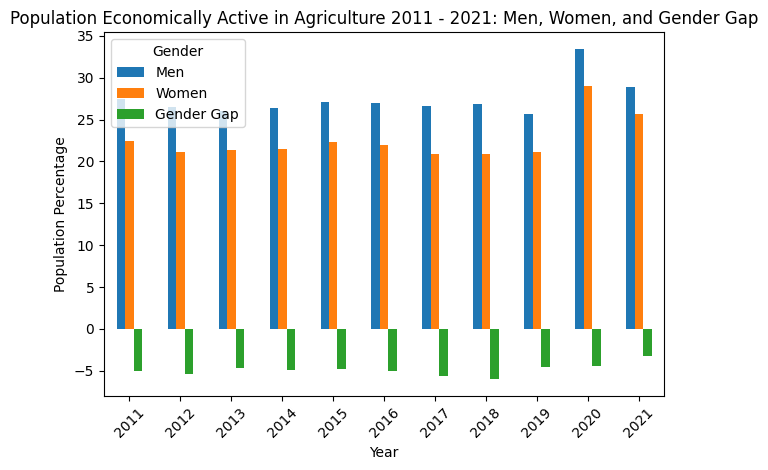 Population Economically Active in Agriculture 2011 - 2021: Men, Women, and Gender Gap
Gender
Men
Women
Gender Gap
35
30
25
20
15
10
5
0
−5
Population Percentage
2011
2012
2013
2014
2015
2016
2017
2018
2019
2020
2021
Year